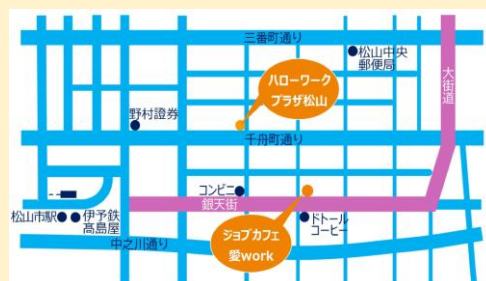 三番町通り
松山中央
郵便局
大街道
ハローワーク
プラザ松山
野村證券
千舟町通り
コンビニ
銀天街
松山市駅
伊予鉄
髙島屋
ドトール
コーヒー
中之川通り
ジョブカフェ
愛work